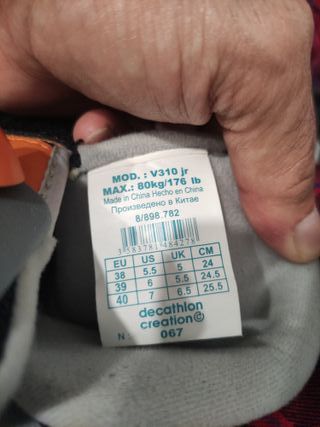 MOD. : V310 jr
MAX.: 80kg/176 lb
Made in China Hecho en China
Произведено в Китае
8/898.782
3583781484278
EU US UK CM
38 5.5 5 24
39 6 5.5 24.5
40 7 6.5 25.5
decathlon
creation©
N : 067